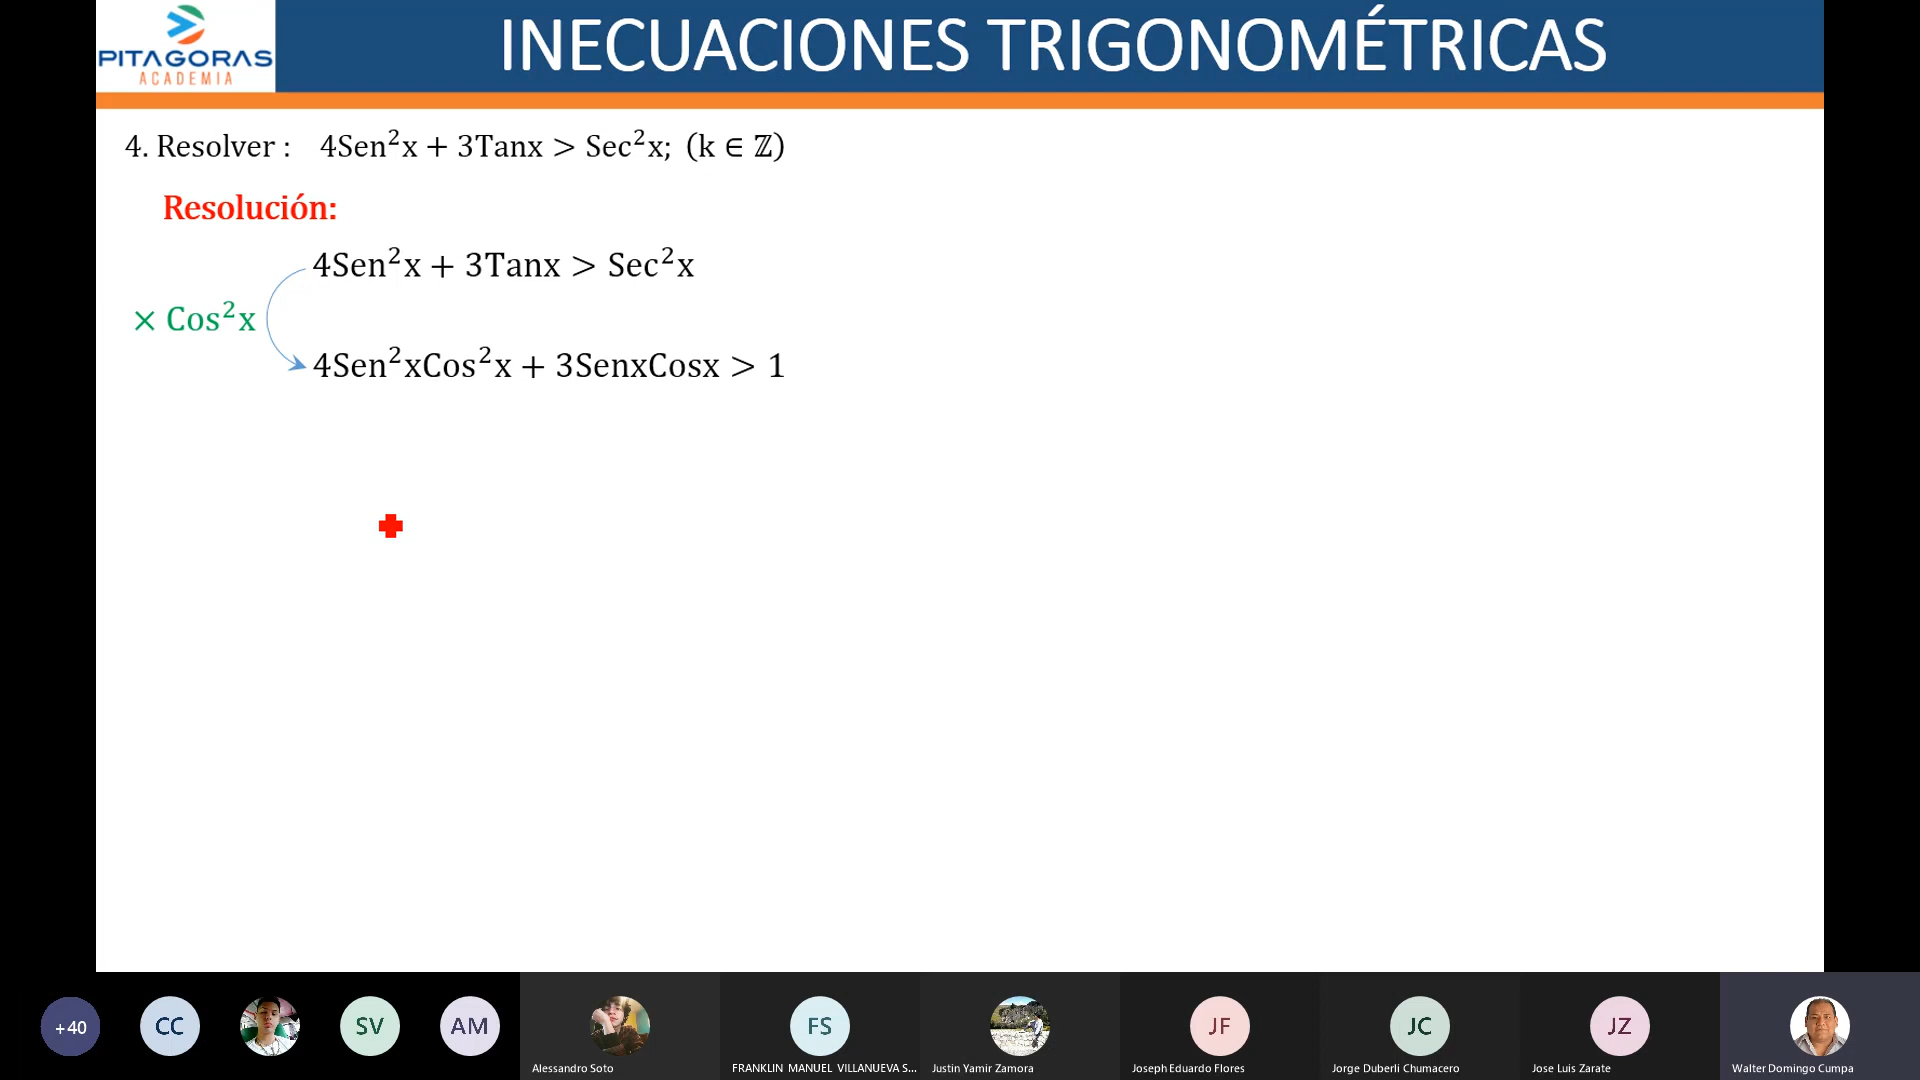 PITAGORAS
ACADEMIA
INECUACIONES TRIGONOMÉTRICAS
4. Resolver : 4Sen²x + 3Tanx > Sec²x; (k ∈ ℤ)
Resolución:
4Sen²x + 3Tanx > Sec²x
× Cos²x
4Sen²xCos²x + 3SenxCosx > 1
+40
CC
SV
AM
FS
JF
JC
JZ
Alessandro Soto
FRANKLIN MANUEL VILLANUEVA S...
Justin Yamir Zamora
Joseph Eduardo Flores
Jorge Duberli Chumacero
Jose Luis Zarate
Walter Domingo Cumpa